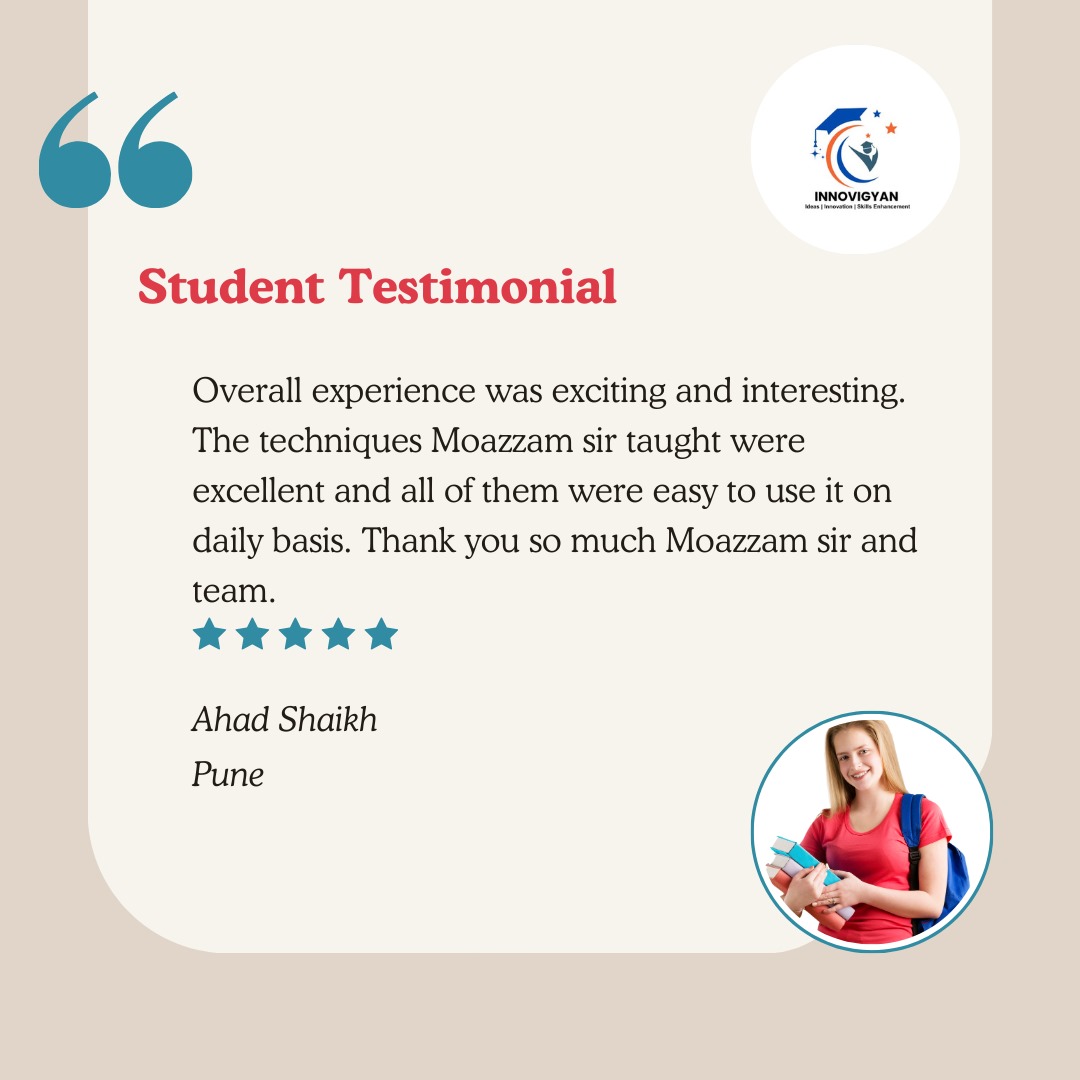 “
INNOVIGYAN
Ideas | Innovation | Skills Enhancement
Student Testimonial
Overall experience was exciting and interesting.
The techniques Moazzam sir taught were
excellent and all of them were easy to use it on
daily basis. Thank you so much Moazzam sir and
team.
Ahad Shaikh
Pune